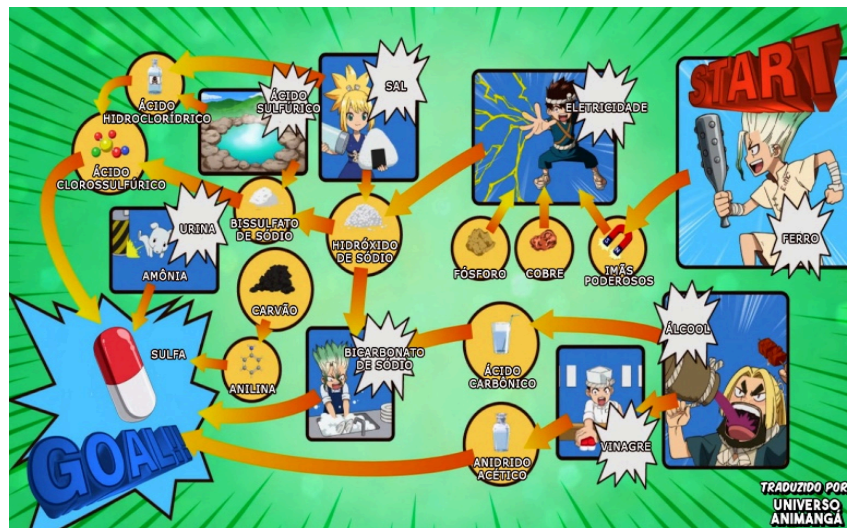 START
FERRO
ELETRICIDADE
FÓSFORO
COBRE
IMÃS
PODEROSOS
SAL
ÁCIDO
SULFÚRICO
ÁCIDO
HIDROCLORÍDRICO
ÁCIDO
CLOROSSULFÚRICO
URINA
AMÔNIA
BISSULFATO
DE SÓDIO
HIDRÓXIDO
DE SÓDIO
CARVÃO
ANILINA
SULFA
BICARBONATO
DE SÓDIO
ÁCIDO
CARBÔNICO
ÁLCOOL
VINAGRE
ANIDRIDO
ACÉTICO
GOAL!!
TRADUZIDO POR
UNIVERSO
ANIMANGÁ